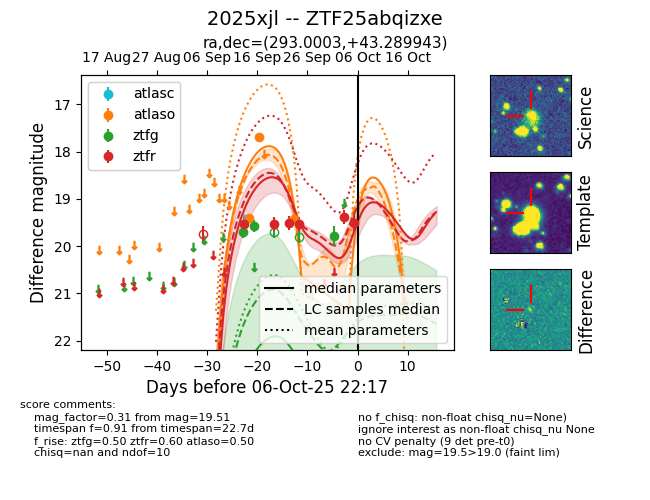 2025xjl -- ZTF25abqizxe
ra,dec=(293.0003,+43.289943)
17 Aug 27 Aug 06 Sep 16 Sep 26 Sep 06 Oct 16 Oct
atlasc
atlaso
ztfg
ztfr
17
18
19
20
21
22
Difference magnitude
median parameters
LC samples median
mean parameters
−50 −40 −30 −20 −10 0 10
Days before 06-Oct-25 22:17
Science
Template
Difference
score comments:
mag_factor=0.31 from mag=19.51
timespan f=0.91 from timespan=22.7d
f_rise: ztfg=0.50 ztfr=0.60 atlaso=0.50
chisq=nan and ndof=10
no f_chisq: non-float chisq_nu=None)
ignore interest as non-float chisq_nu None
no CV penalty (9 det pre-t0)
exclude: mag=19.5>19.0 (faint lim)